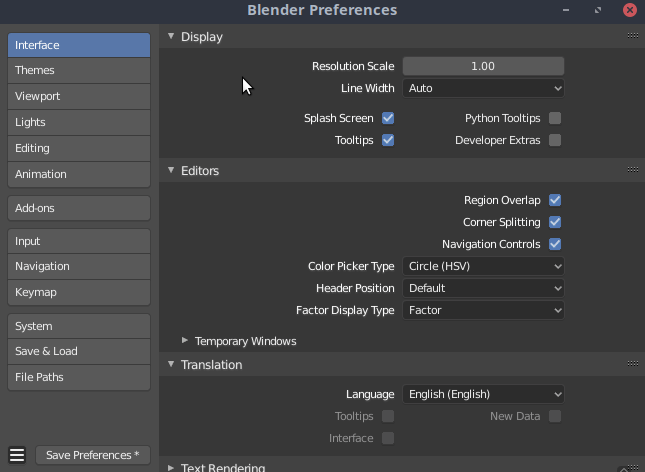 Blender Preferences
Interface
Themes
Viewport
Lights
Editing
Animation
Add-ons
Input
Navigation
Keymap
System
Save & Load
File Paths
Save Preferences *
Display
Resolution Scale 1.00
Line Width Auto
Splash Screen Python Tooltips
Tooltips Developer Extras
Editors
Region Overlap
Corner Splitting
Navigation Controls
Color Picker Type Circle (HSV)
Header Position Default
Factor Display Type Factor
Temporary Windows
Translation
Language English (English)
Tooltips New Data
Interface
Text Rendering